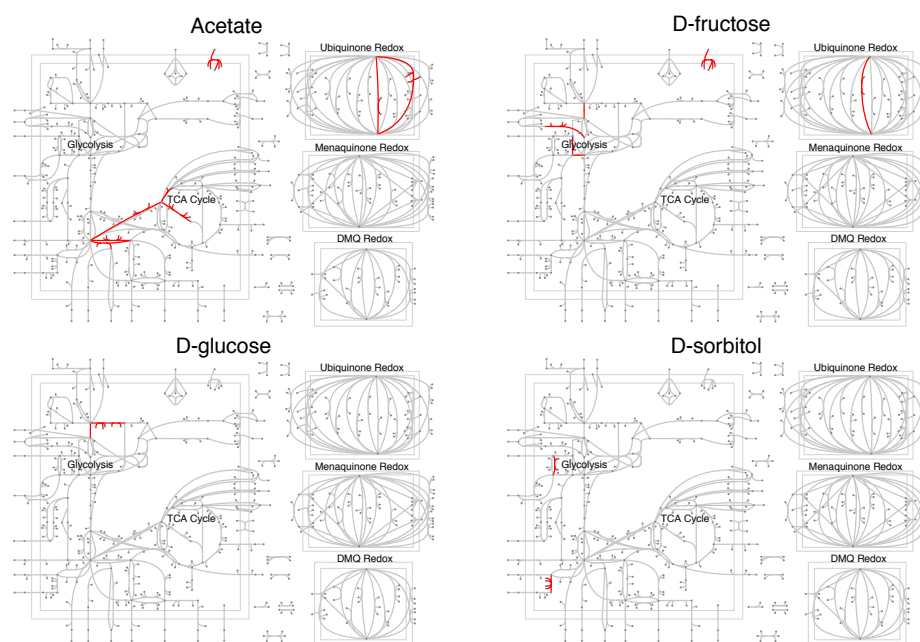 Acetate
Ubiquinone Redox
Glycolysis
Menaquinone Redox
TCA Cycle
DMQ Redox
D-fructose
Ubiquinone Redox
Glycolysis
Menaquinone Redox
TCA Cycle
DMQ Redox
D-glucose
Ubiquinone Redox
Glycolysis
Menaquinone Redox
TCA Cycle
DMQ Redox
D-sorbitol
Ubiquinone Redox
Glycolysis
Menaquinone Redox
TCA Cycle
DMQ Redox